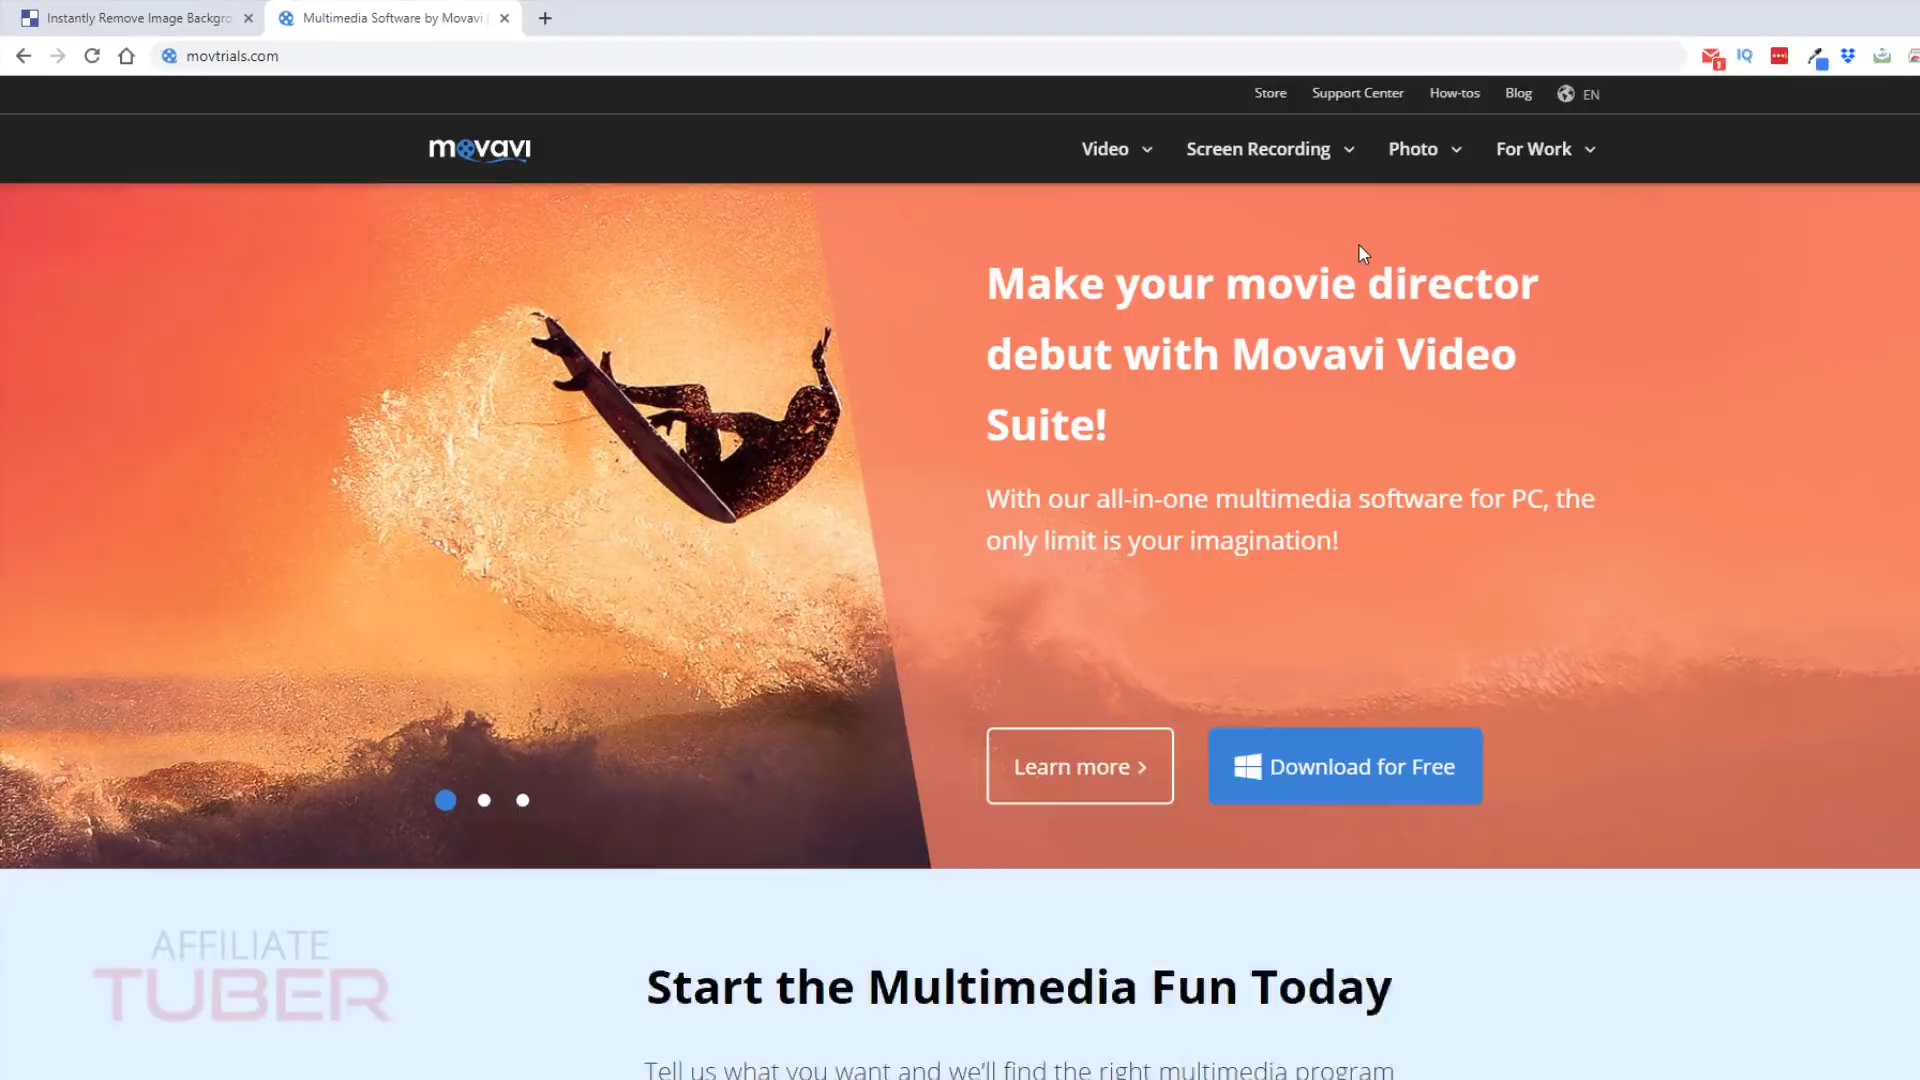 Instantly Remove Image Backgro
Multimedia Software by Movavi
movtrials.com
1
IQ
Store
Support Center
How-tos
Blog
EN
movavi
Video
Screen Recording
Photo
For Work
Make your movie director
debut with Movavi Video
Suite!
With our all-in-one multimedia software for PC, the
only limit is your imagination!
Learn more
Download for Free
AFFILIATE
TUBER
Start the Multimedia Fun Today
Tell us what you want and we'll find the right multimedia program